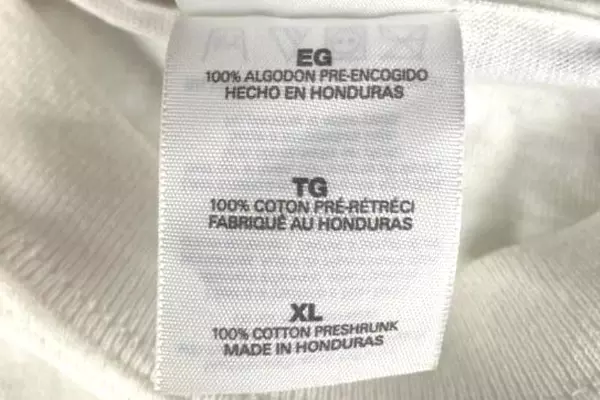 EG
100% ALGODON PRE-ENCOGIDO
HECHO EN HONDURAS
TG
100% COTON PRÉ-RÉTRÉCI
FABRIQUÉ AU HONDURAS
XL
100% COTTON PRESHRUNK
MADE IN HONDURAS